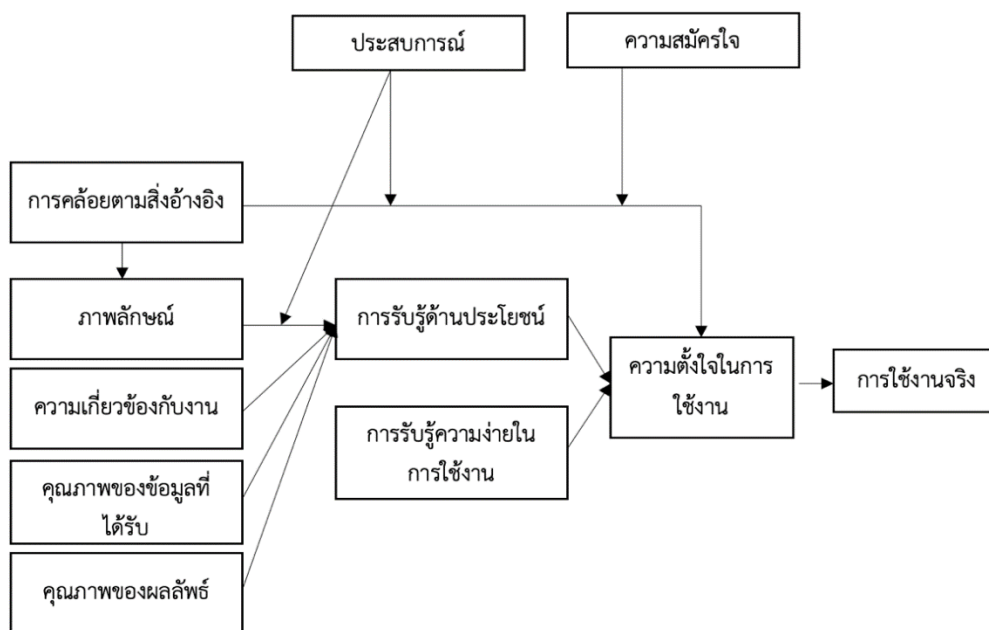 ประสบการณ์
ความสมัครใจ
การคล้อยตามสิ่งอ้างอิง
ภาพลักษณ์
การรับรู้ด้านประโยชน์
ความตั้งใจในการ
ใช้งาน
การใช้งานจริง
ความเกี่ยวข้องกับงาน
การรับรู้ความง่ายใน
การใช้งาน
คุณภาพของข้อมูลที่
ได้รับ
คุณภาพของผลลัพธ์